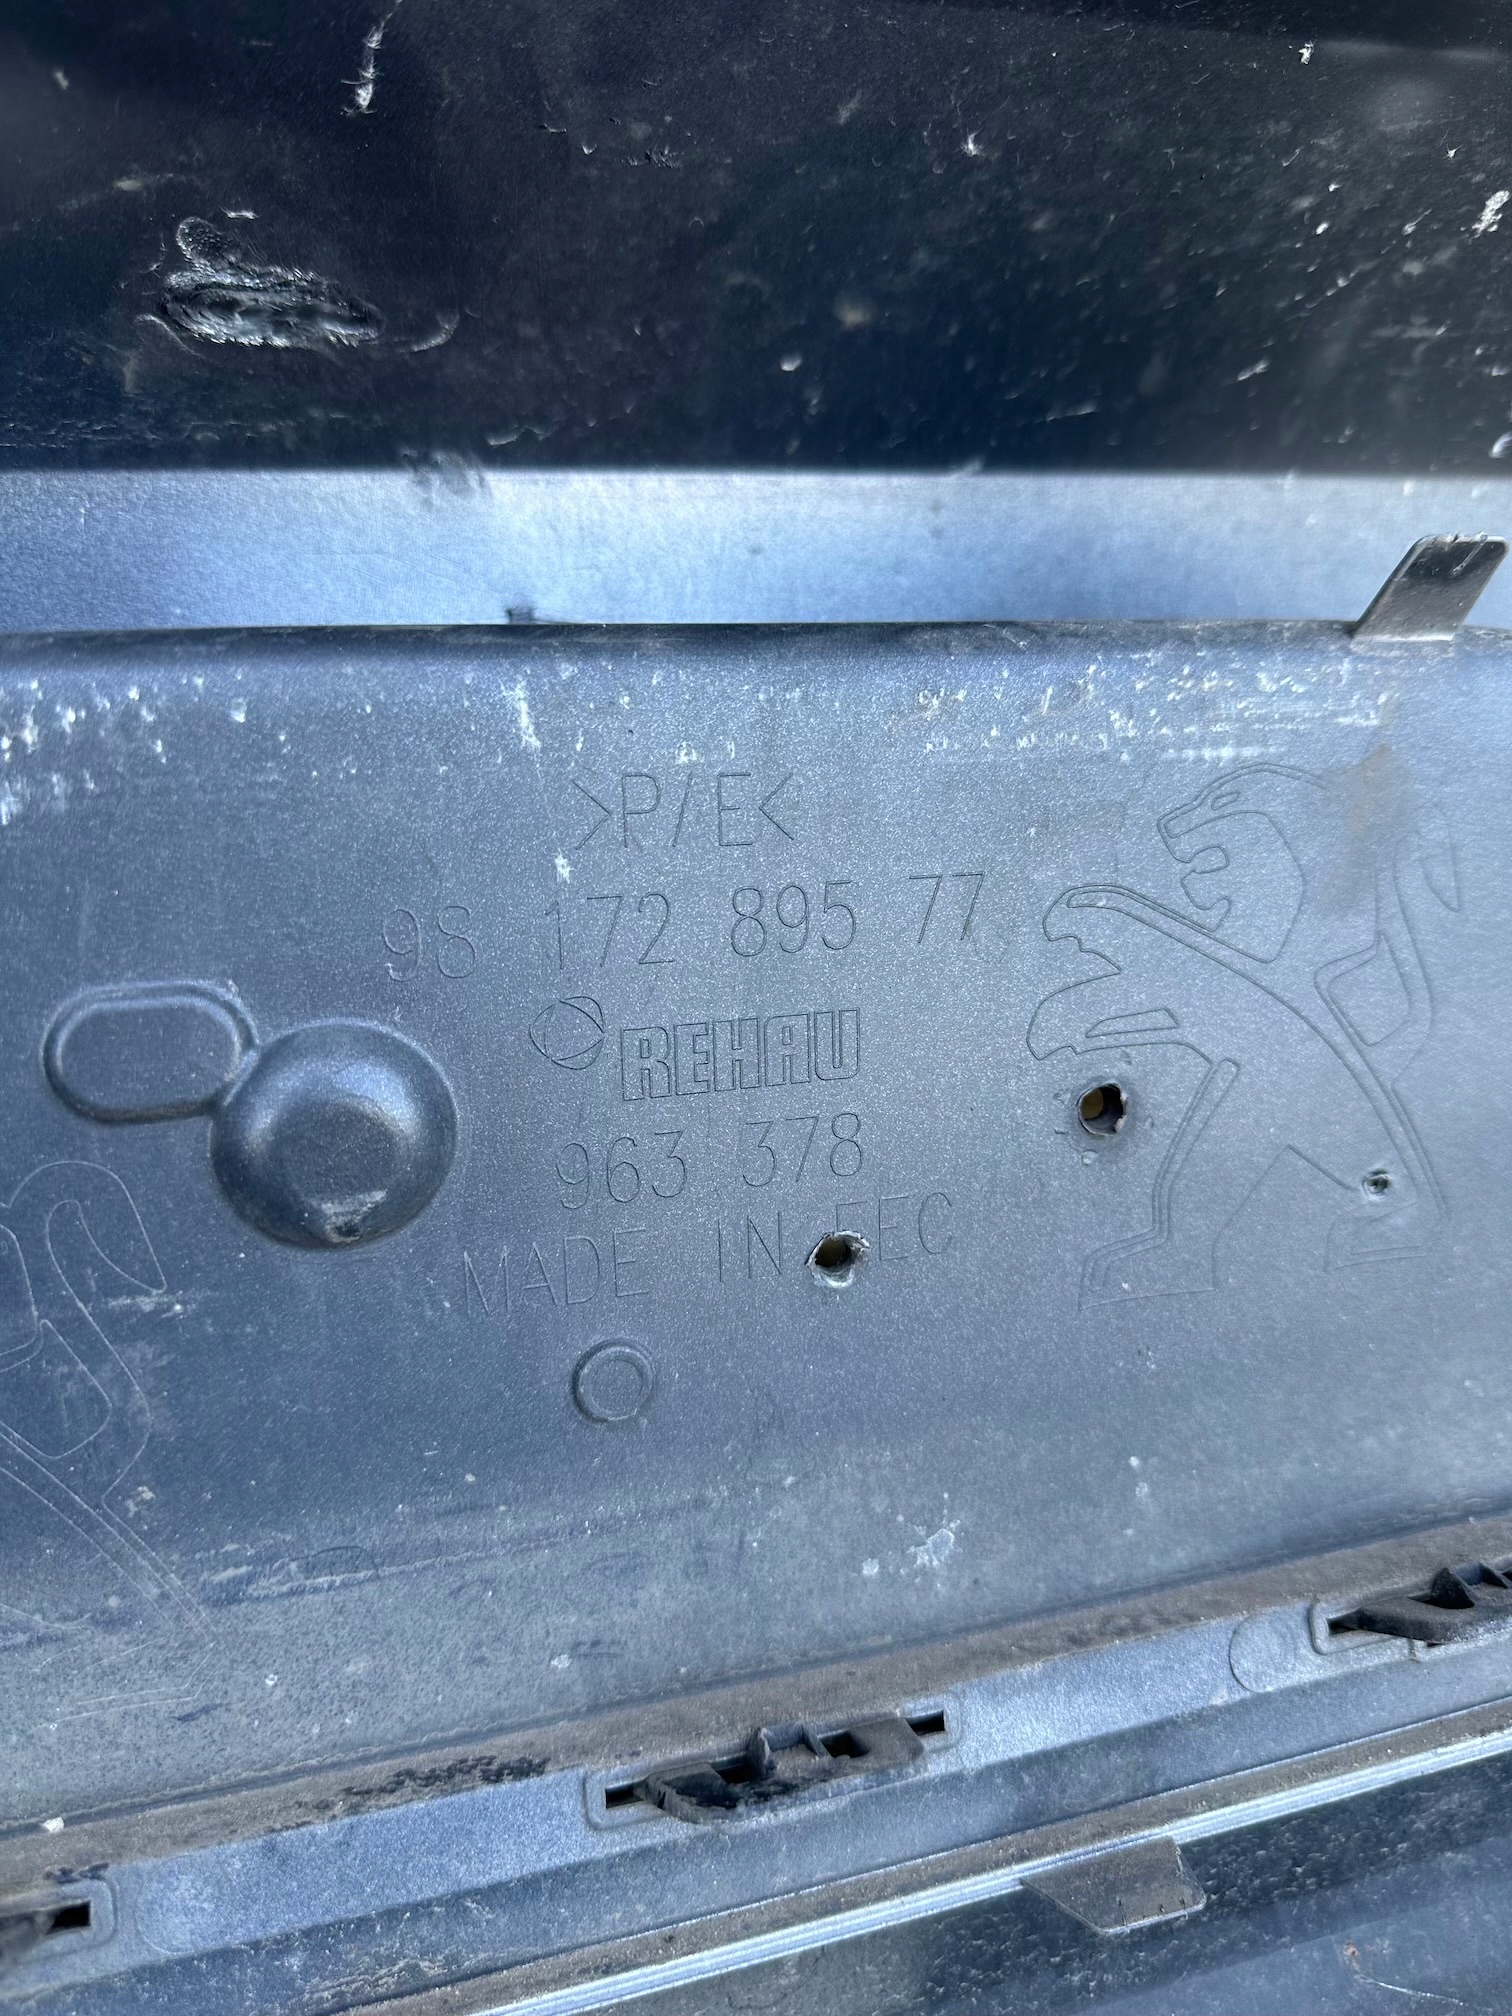 >P/E<
98 172 895 77
REHAU
963 378
MADE IN EEC